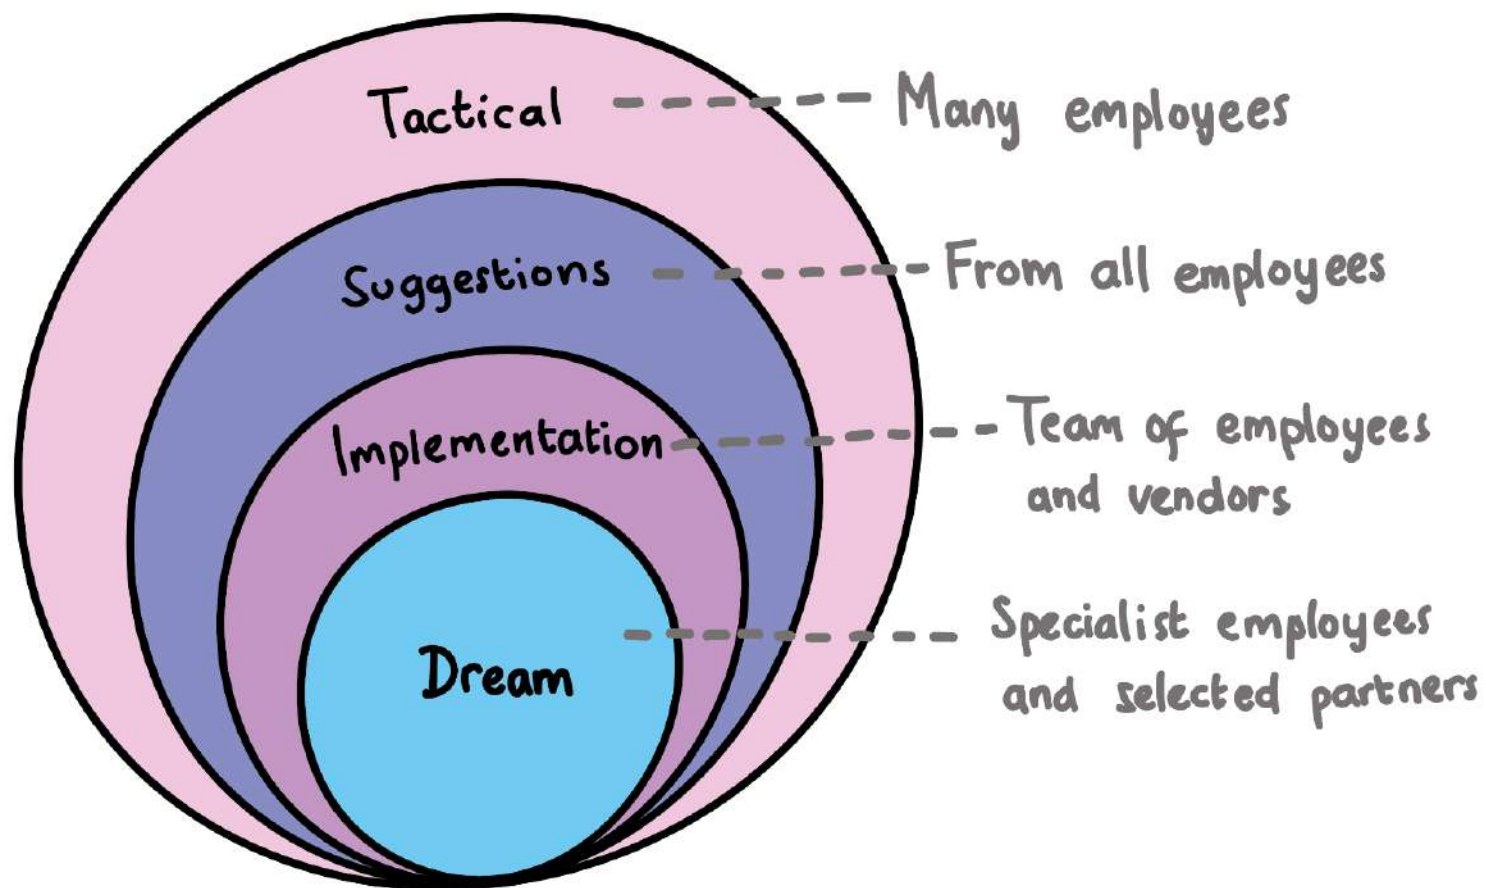 Tactical
Many employees
Suggestions
From all employees
Implementation
Team of employees
and vendors
Dream
Specialist employees
and selected partners